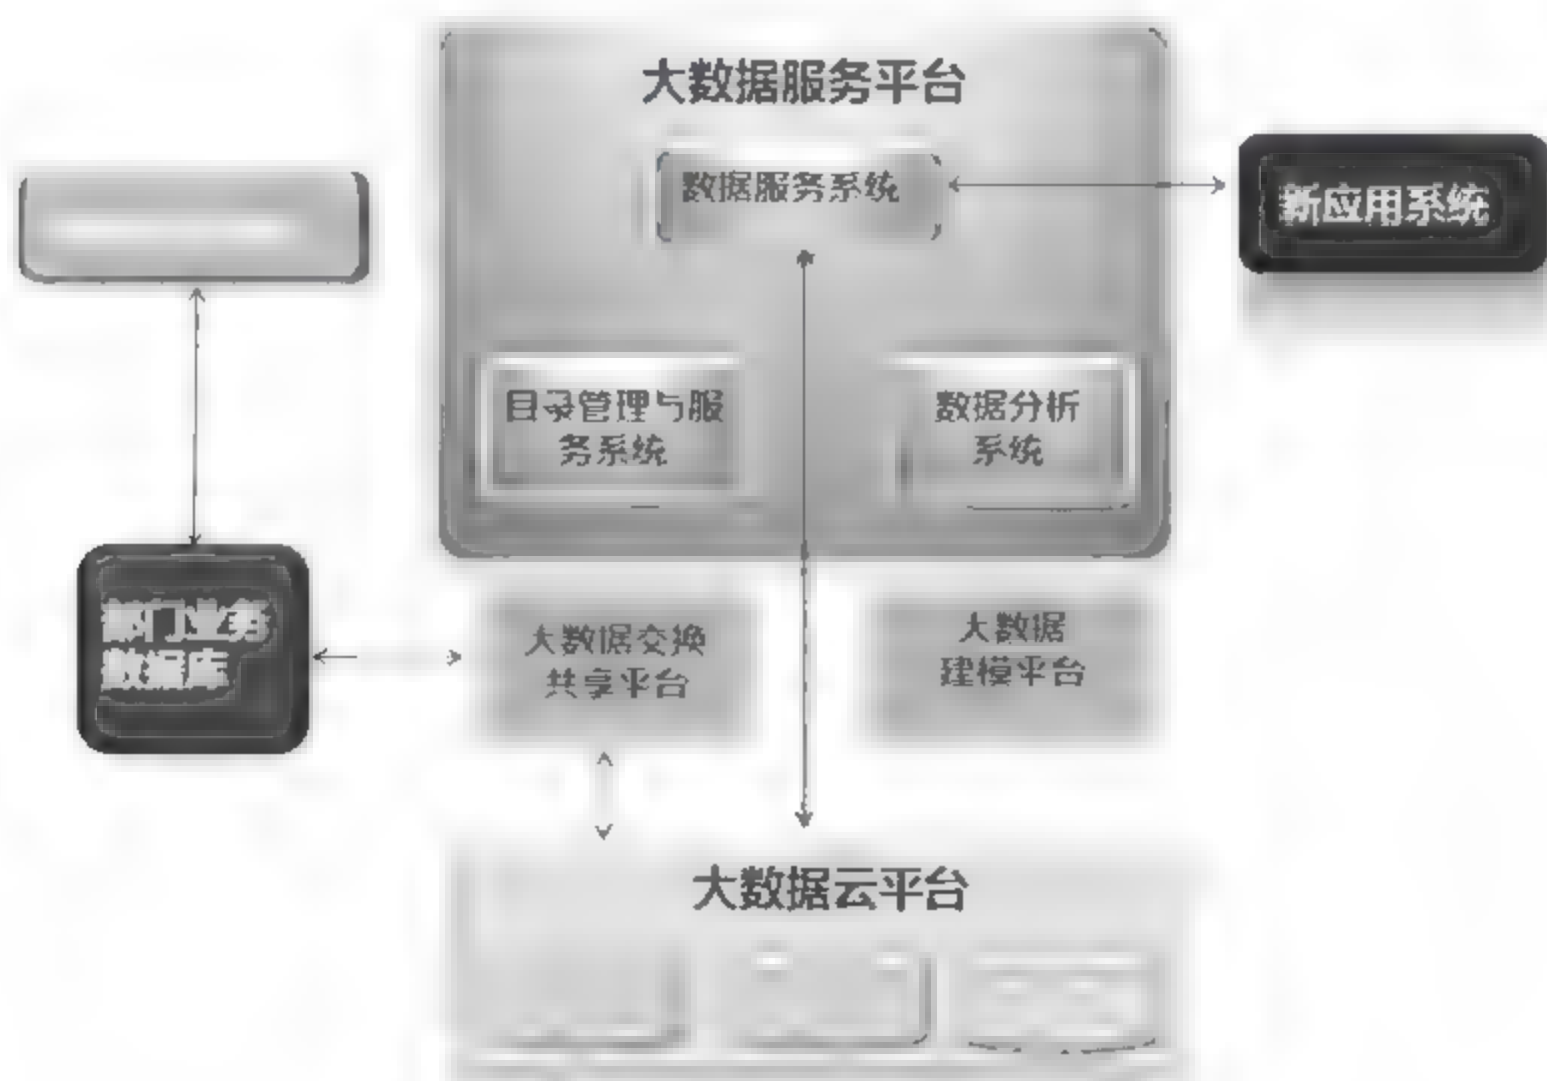 大数据服务平台
数据服务系统
新应用系统
目录管理与服
务系统
数据分析
系统
部门业务
数据库
大数据交换
共享平台
大数据
建模平台
大数据云平台